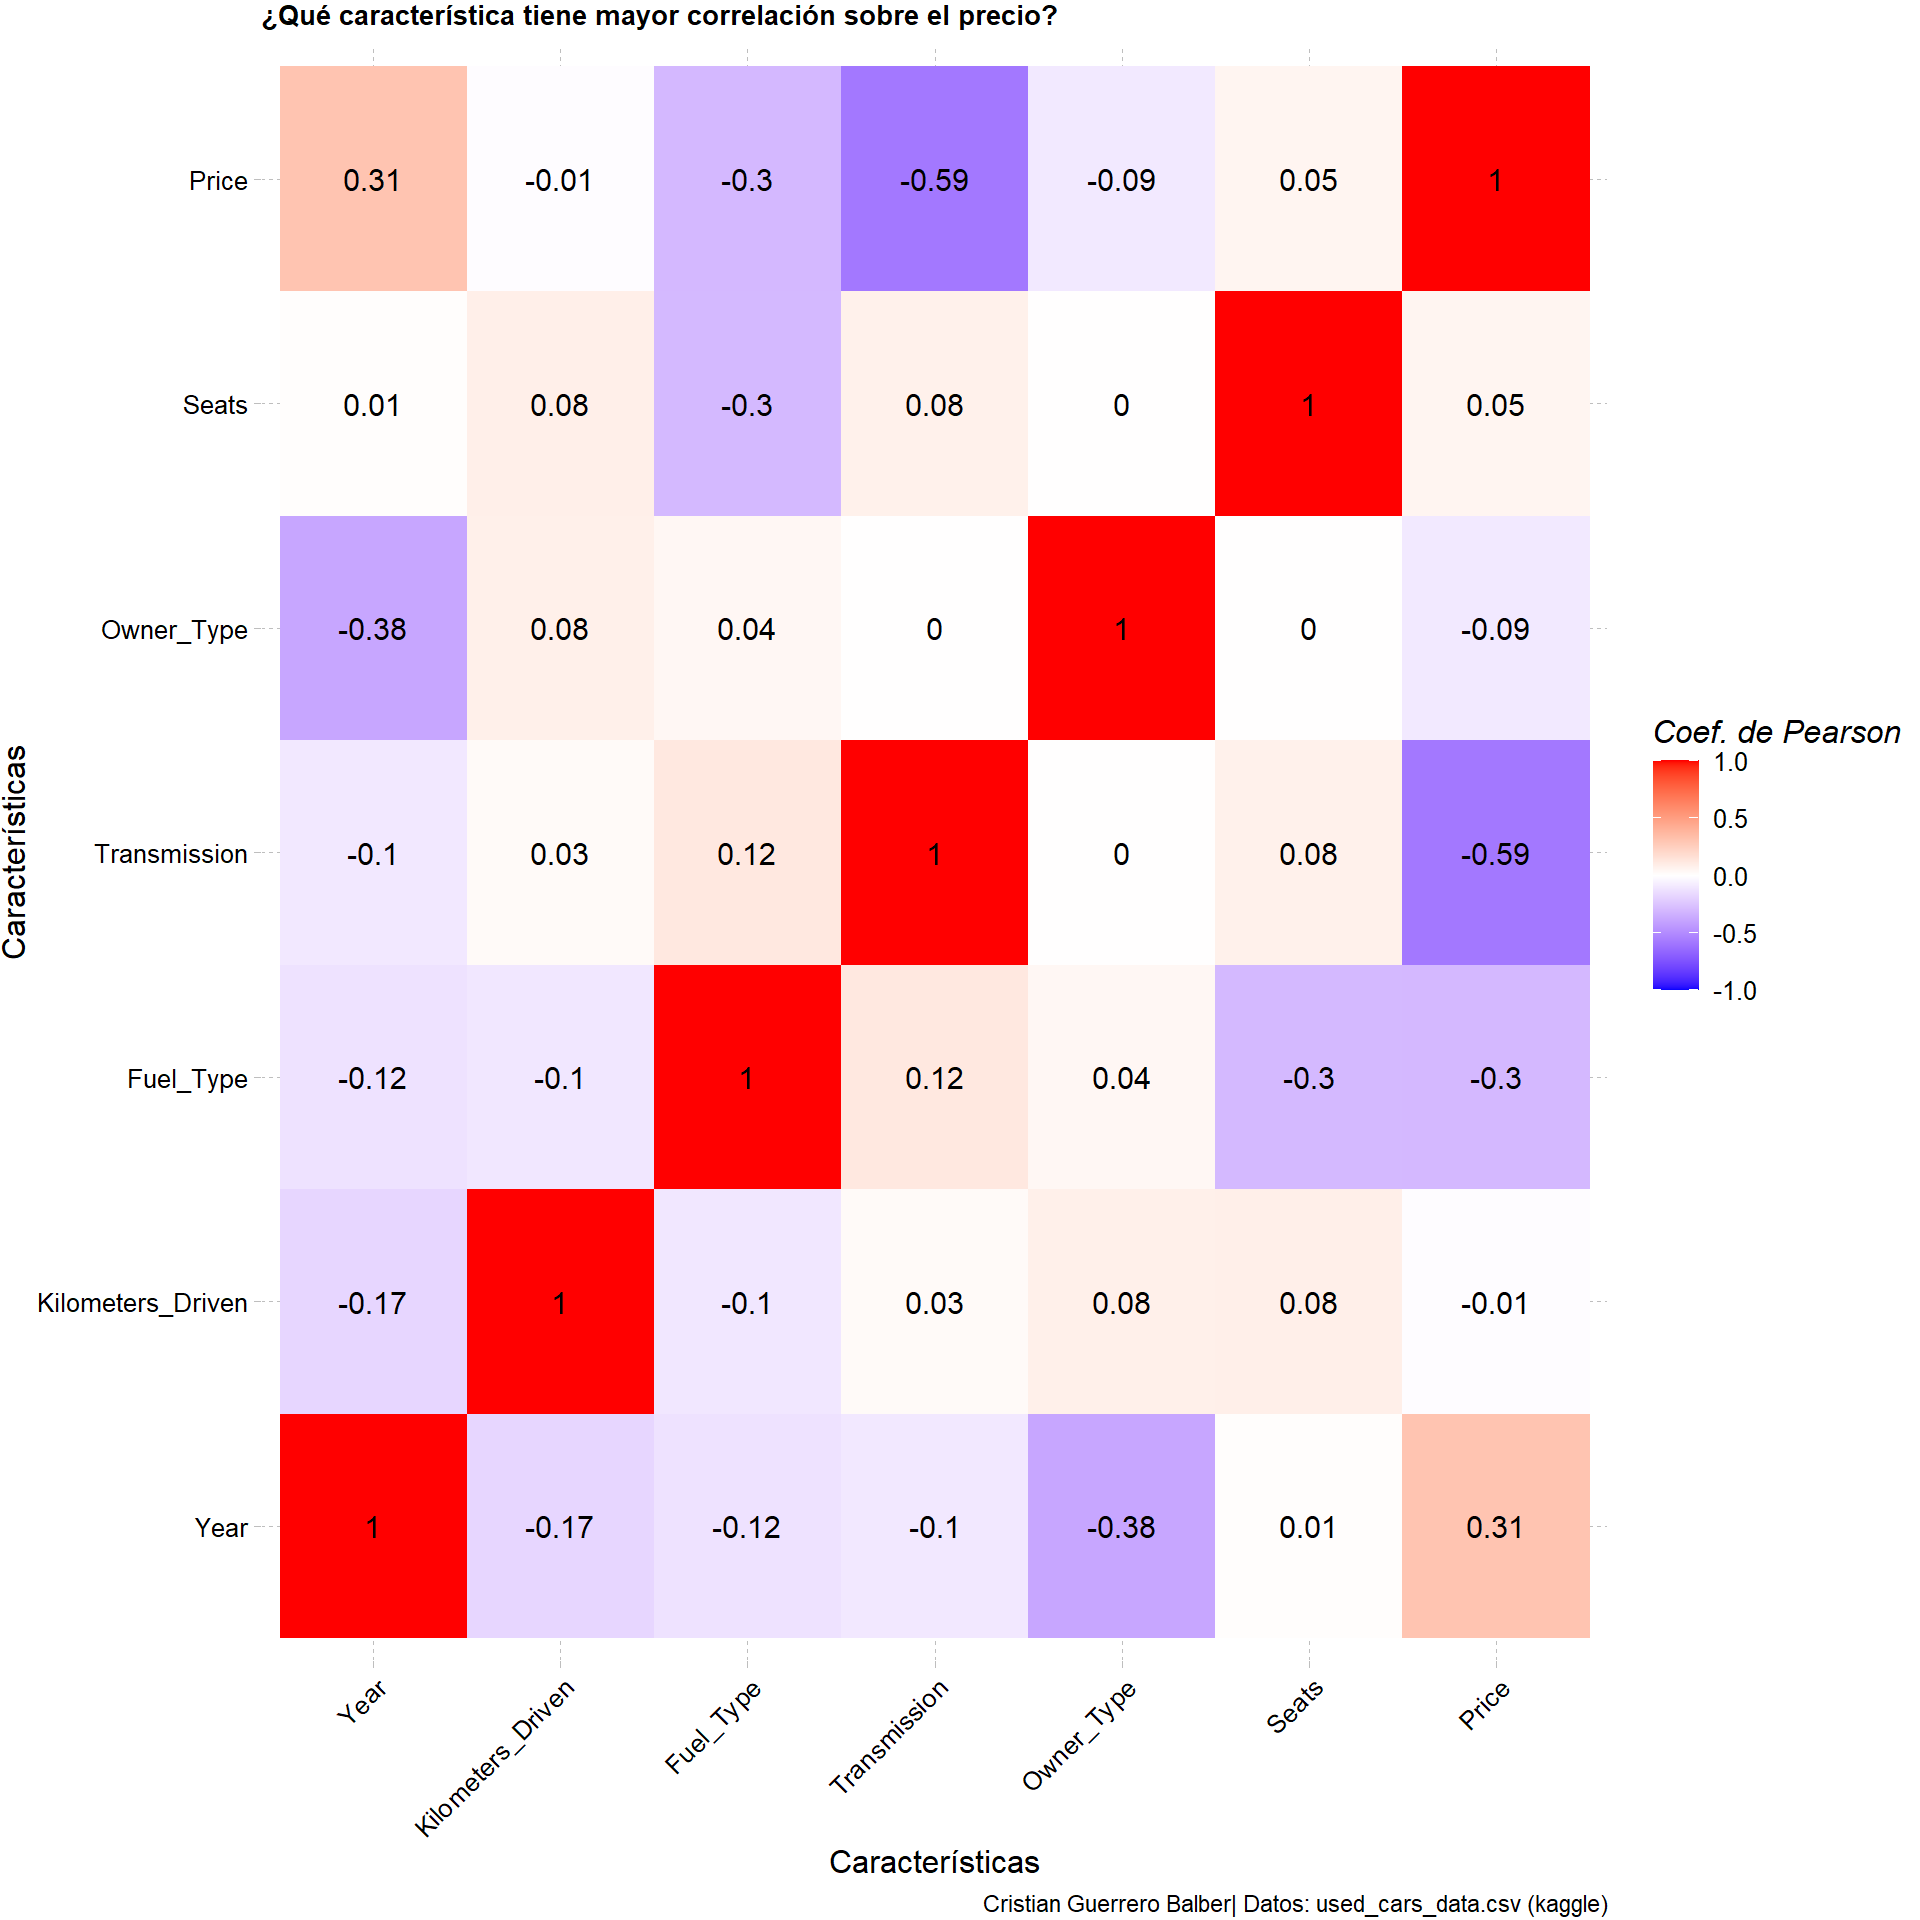 ¿Qué característica tiene mayor correlación sobre el precio?
Price 0.31 -0.01 -0.3 -0.59 -0.09 0.05 1
Seats 0.01 0.08 -0.3 0.08 0 1 0.05
Owner_Type -0.38 0.08 0.04 0 1 0 -0.09
Transmission -0.1 0.03 0.12 1 0 0.08 -0.59
Fuel_Type -0.12 -0.1 1 0.12 0.04 -0.3 -0.3
Kilometers_Driven -0.17 1 -0.1 0.03 0.08 0.08 -0.01
Year 1 -0.17 -0.12 -0.1 -0.38 0.01 0.31
Características
Year Kilometers_Driven Fuel_Type Transmission Owner_Type Seats Price
Características
Coef. de Pearson
1.0
0.5
0.0
-0.5
-1.0
Cristian Guerrero Balber| Datos: used_cars_data.csv (kaggle)